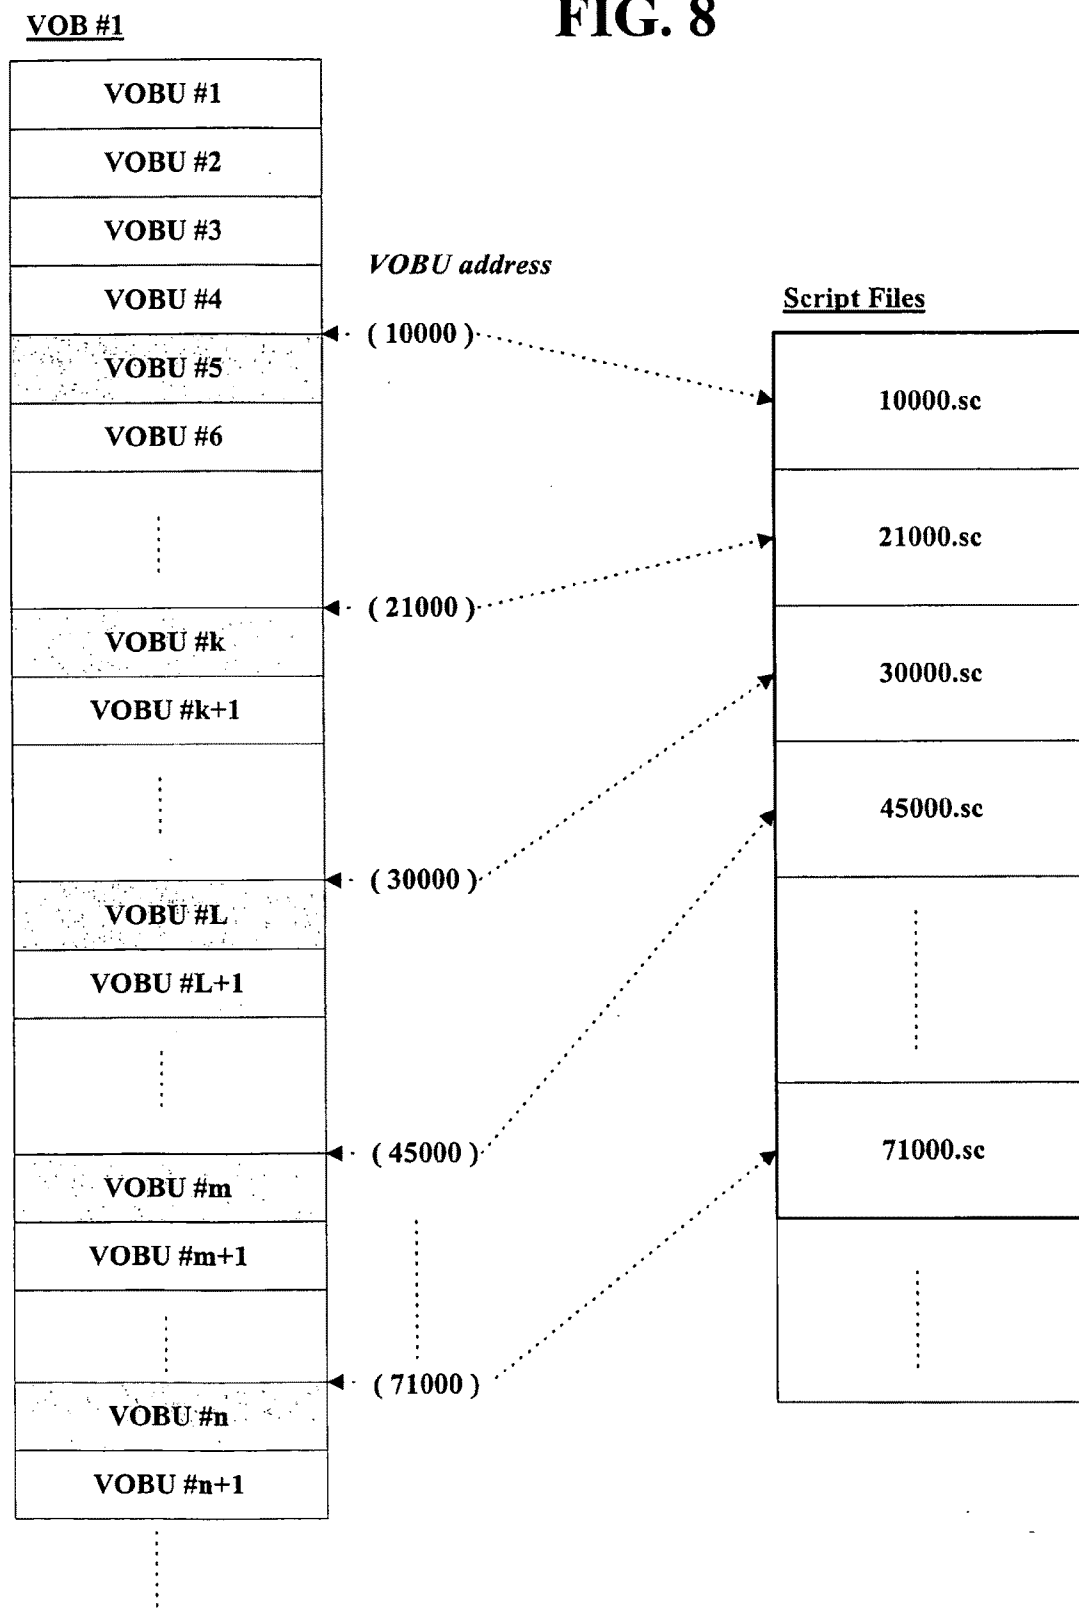 FIG. 8
VOB #1
VOBU #1
VOBU #2
VOBU #3
VOBU #4
VOBU #5
VOBU #6
VOBU #k
VOBU #k+1
VOBU #L
VOBU #L+1
VOBU #m
VOBU #m+1
VOBU #n
VOBU #n+1
VOBU address
( 10000 )
( 21000 )
( 30000 )
( 45000 )
( 71000 )
Script Files
10000.sc
21000.sc
30000.sc
45000.sc
71000.sc